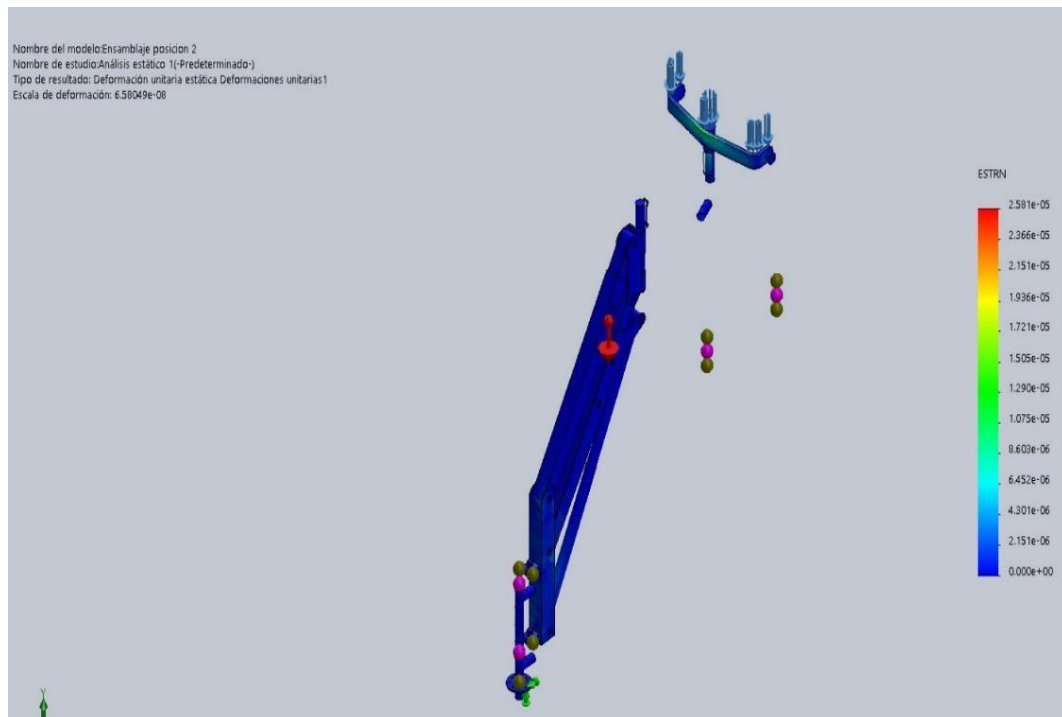 Nombre del modelo:Ensamblaje posicion 2
Nombre de estudio:Análisis estático 1(-Predeterminado-)
Tipo de resultado: Deformación unitaria estática Deformaciones unitarias1
Escala de deformación: 6.58049e-08
ESTRN
2.581e-05
2.366e-05
2.151e-05
1.936e-05
1.721e-05
1.505e-05
1.290e-05
1.075e-05
8.603e-06
6.452e-06
4.301e-06
2.151e-06
0.000e+00
Y